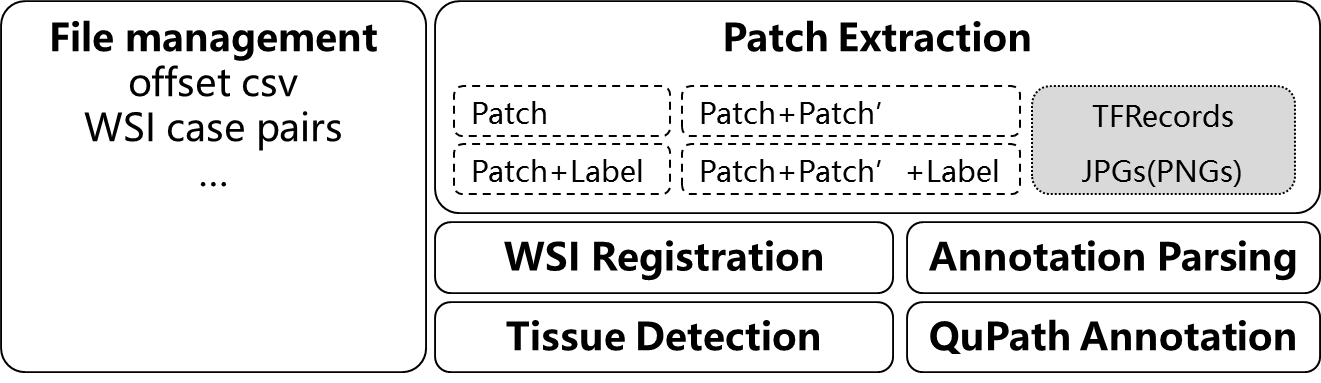 File management
offset csv
WSI case pairs
...
Patch Extraction
Patch
Patch+Patch′
Patch+Label
Patch+Patch′ +Label
TFRecords
JPGs(PNGs)
WSI Registration
Annotation Parsing
Tissue Detection
QuPath Annotation